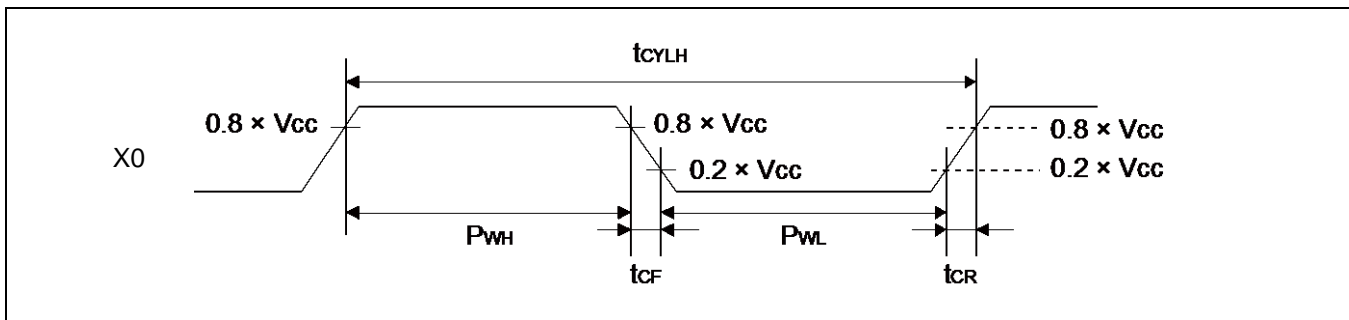 tCYLH
0.8 × VCC
0.8 × VCC
0.8 × VCC
X0
0.2 × VCC
0.2 × VCC
PWH
PWL
tCF
tCR